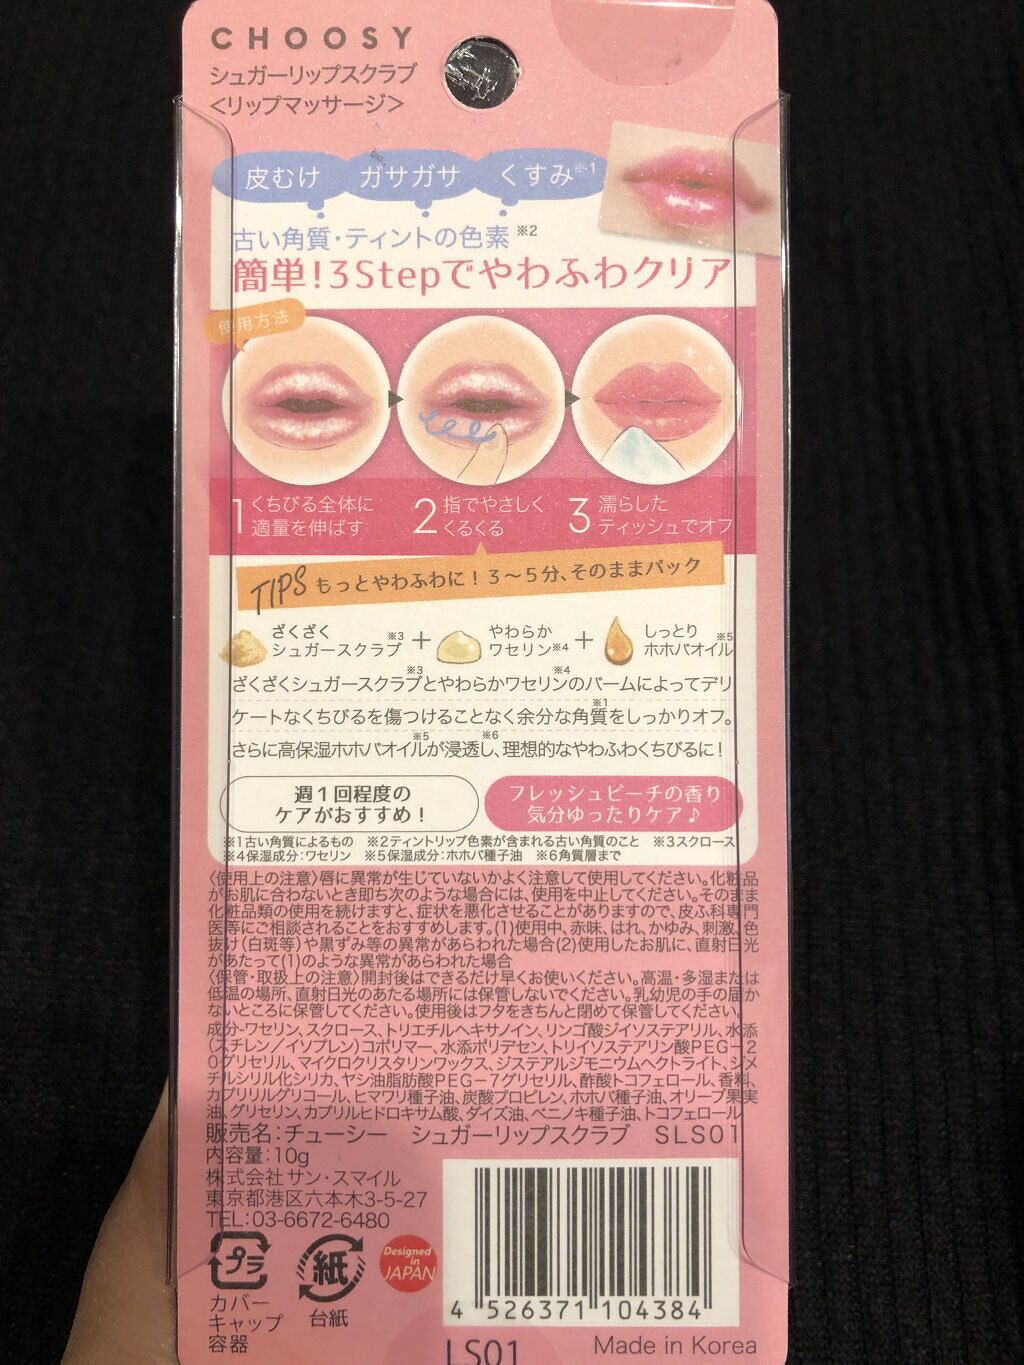 CHOOSY
シュガーリップスクラブ
<リップマッサージ>
皮むけ ガサガサ くすみ※1
古い角質・ティントの色素※2
簡単!3Stepでやわふわクリア
使用方法
1 くちびる全体に適量を伸ばす
2 指でやさしくくるくる
3 濡らしたティッシュでオフ
TIPS もっとやわふわに!3~5分、そのままパック
ざくざくシュガースクラブ※3 + やわらかワセリン※4 + しっとりホホバオイル※5
ざくざくシュガースクラブ※3とやわらかワセリン※4のバームによってデリ
ケートなくちびるを傷つけることなく余分な角質※1をしっかりオフ。
さらに高保湿ホホバオイル※5が浸透※6し、理想的なやわふわくちびるに!
週1回程度の
ケアがおすすめ!
フレッシュピーチの香り
気分ゆったりケア♪
※1古い角質によるもの ※2ティントリップ色素が含まれる古い角質のこと ※3スクロース
※4保湿成分:ワセリン ※5保湿成分:ホホバ種子油 ※6角質層まで
〈使用上の注意〉唇に異常が生じていないかよく注意して使用してください。化粧品
がお肌に合わないとき即ち次のような場合には、使用を中止してください。そのまま
化粧品類の使用を続けますと、症状を悪化させることがありますので、皮ふ科専門
医等にご相談されることをおすすめします。(1)使用中、赤味、はれ、かゆみ、刺激、色
抜け(白斑等)や黒ずみ等の異常があらわれた場合(2)使用したお肌に、直射日光
があたって(1)のような異常があらわれた場合
〈保管・取扱上の注意〉開封後はできるだけ早くお使いください。高温・多湿または
低温の場所、直射日光のあたる場所には保管しないでください。乳幼児の手の届か
ないところに保管してください。使用後はフタをきちんと閉めて保管してください。
成分-ワセリン、スクロース、トリエチルヘキサノイン、リンゴ酸ジイソステアリル、水添
(スチレン/イソプレン)コポリマー、水添ポリデセン、トリイソステアリン酸PEG-2
0グリセリル、マイクロクリスタリンワックス、ジステアルジモニウムヘクトライト、ジメ
チルシリル化シリカ、ヤシ油脂肪酸PEG-7グリセリル、酢酸トコフェロール、香料、
カプリリルグリコール、ヒマワリ種子油、炭酸プロピレン、ホホバ種子油、オリーブ果実
油、グリセリン、カプリルヒドロキサム酸、ダイズ油、ベニノキ種子油、トコフェロール
販売名:チューシー シュガーリップスクラブ SLS01
内容量:10g
株式会社サン・スマイル
東京都港区六本木3-5-27
TEL:03-6672-6480
プラ
カバー
キャップ
容器
紙
台紙
Designed
in
JAPAN
4 526371 104384
LS01
Made in Korea